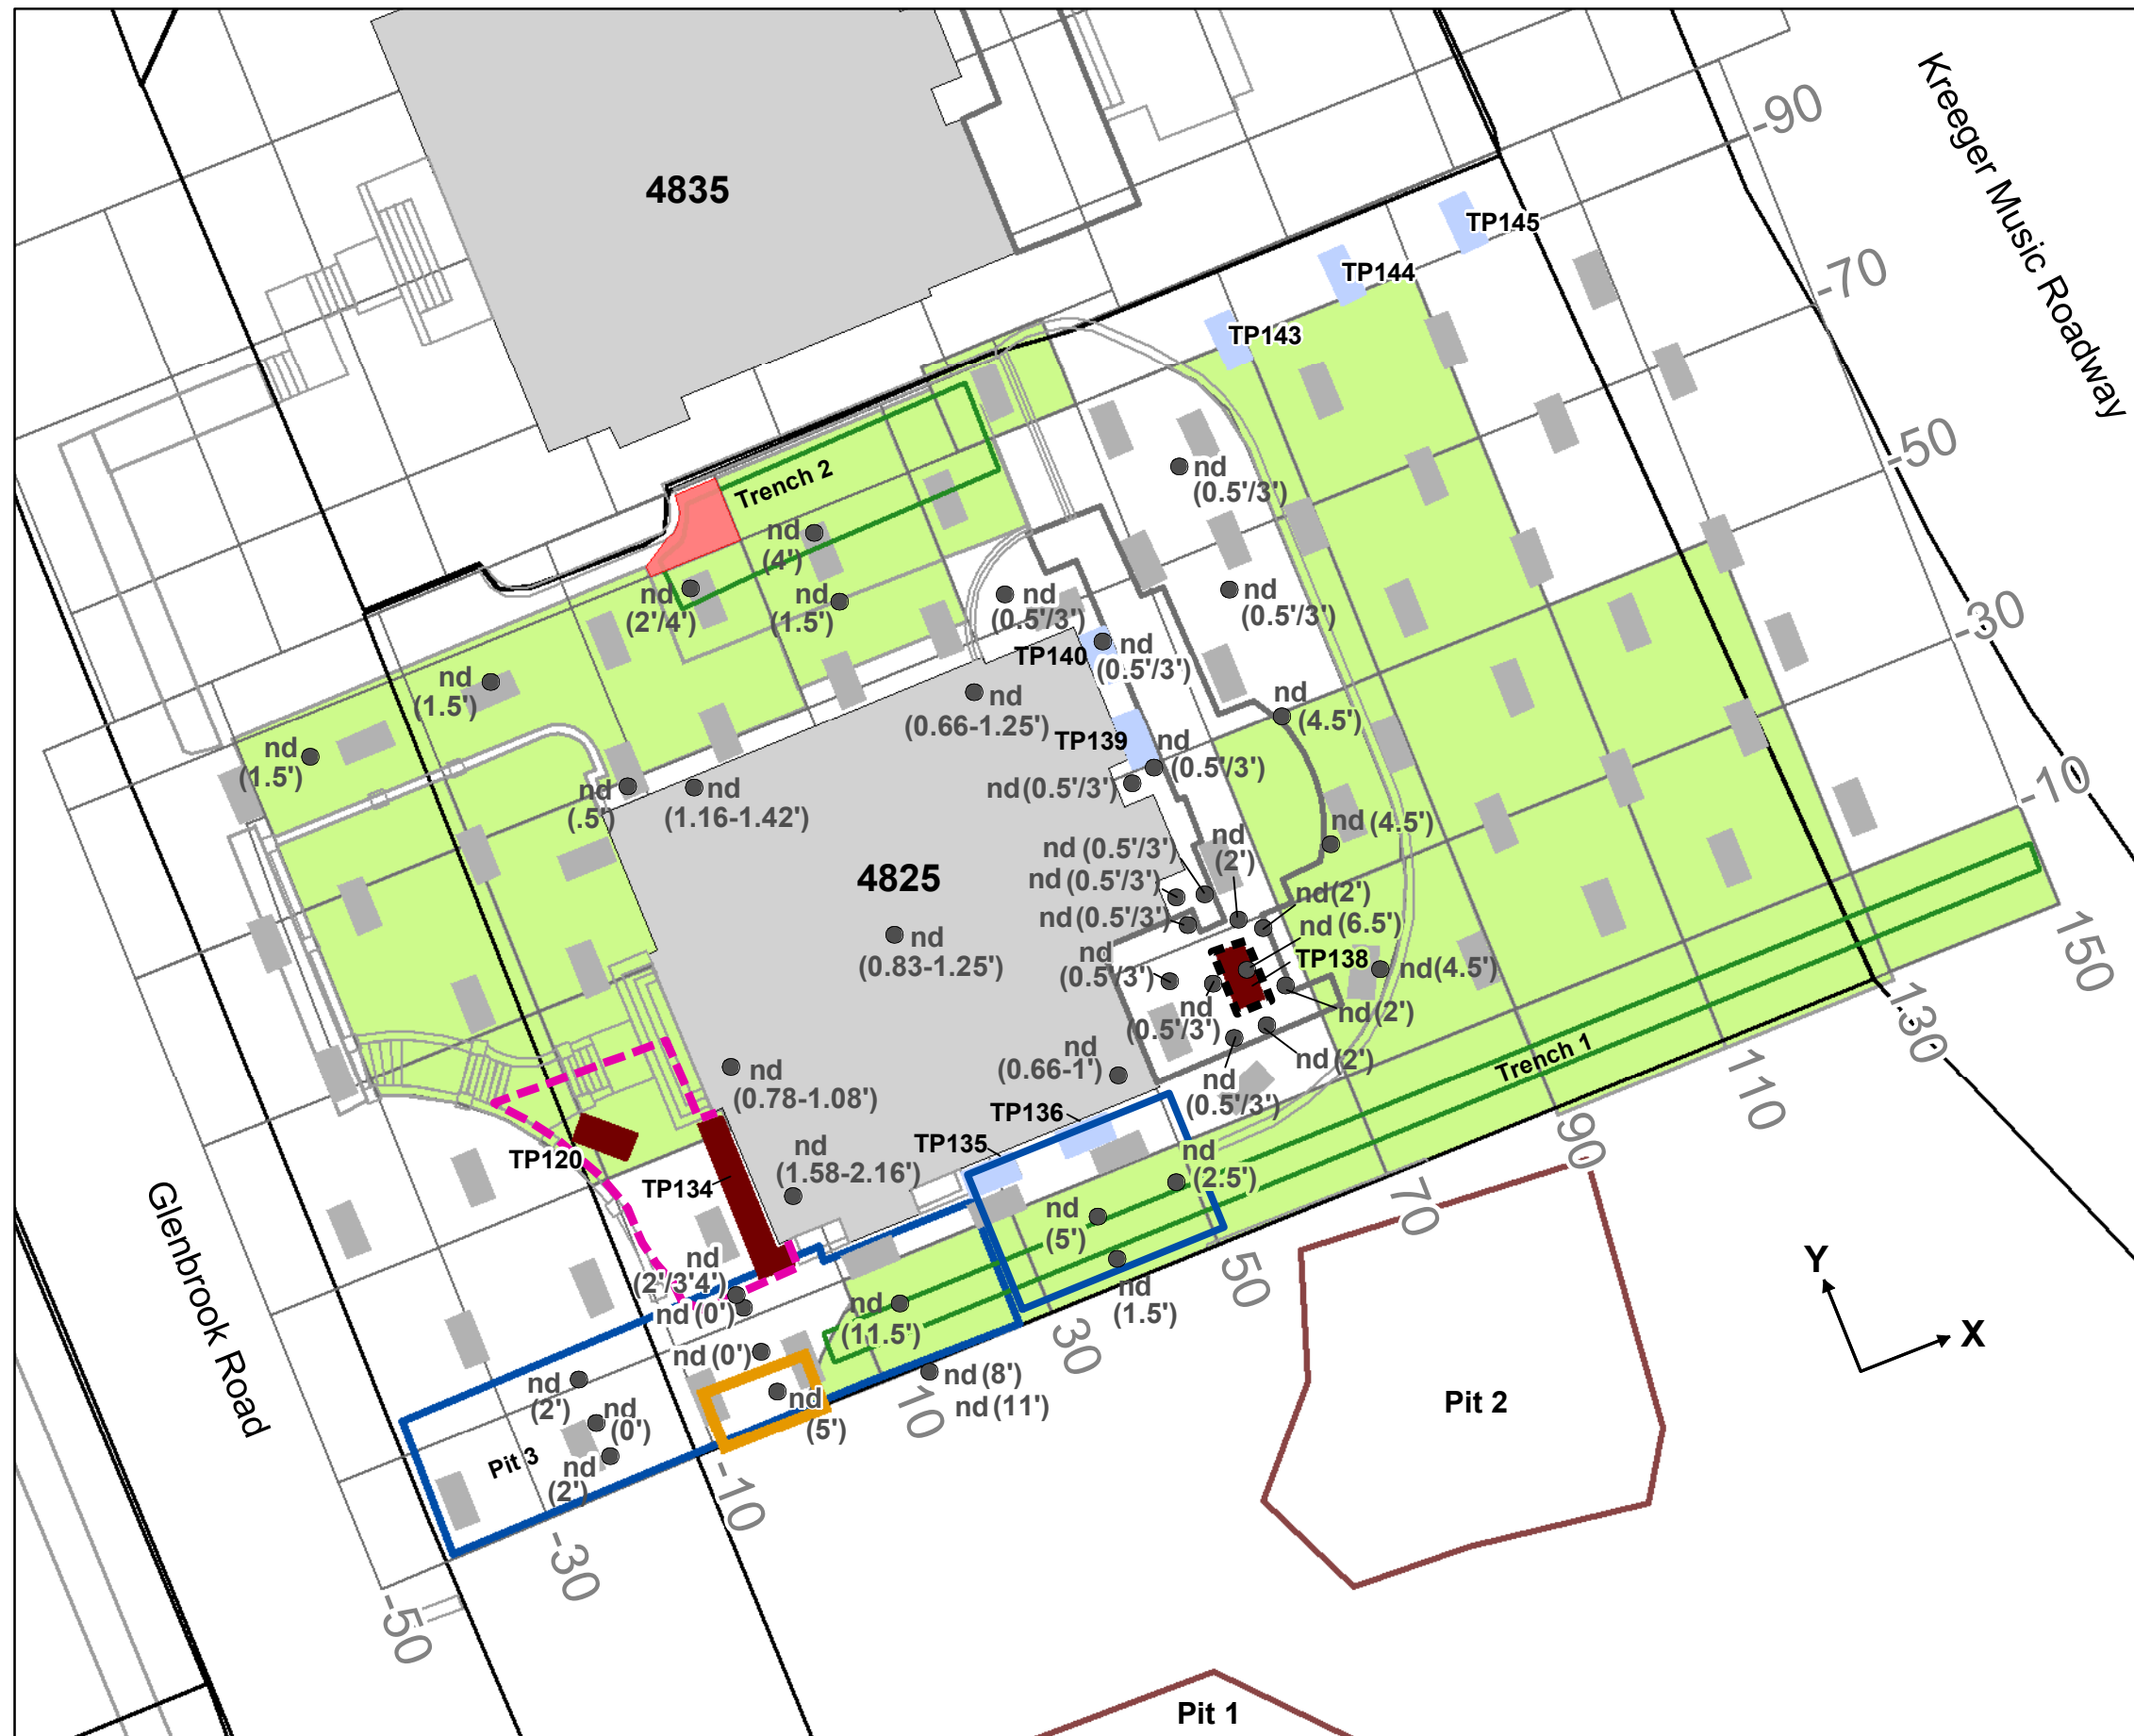 4835
-90
Kreeger Music Roadway
TP145
TP144
-70
TP143
-50
Trench 2
nd
(0.5'/3')
nd
(4')
nd
(2'/4')
nd
(1.5')
nd
(0.5'/3')
nd
(0.5'/3')
-30
TP140
nd
(0.5'/3')
nd
(1.5')
nd
(0.66-1.25')
nd
(4.5')
TP139
nd
(0.5'/3')
nd
(1.5')
-10
nd
(.5')
nd
(1.16-1.42')
nd(0.5'/3')
nd (4.5')
nd (0.5'/3')
nd
(2')
4825
nd (0.5'/3')
nd(2')
nd(0.5'/3')
nd (6.5')
150
nd
(0.83-1.25')
nd
(0.5'/3')
TP138
nd(4.5')
nd
(0.5'/3')
nd(2')
130
nd
(0.66-1')
nd(2')
Trench 1
nd
(0.78-1.08')
nd
(0.5'/3')
110
TP136
90
TP135
TP120
nd
(1.58-2.16')
TP134
nd
(2.5')
70
Glenbrook Road
nd
(5')
nd
(2'/3'4')
50
nd(0')
nd
(11.5')
nd
(1.5')
Y
X
nd (0')
30
nd
(2')
nd
(5')
nd (8')
nd (11')
10
Pit 2
nd
(0')
Pit 3
nd
(2')
-10
-30
-50
Pit 1